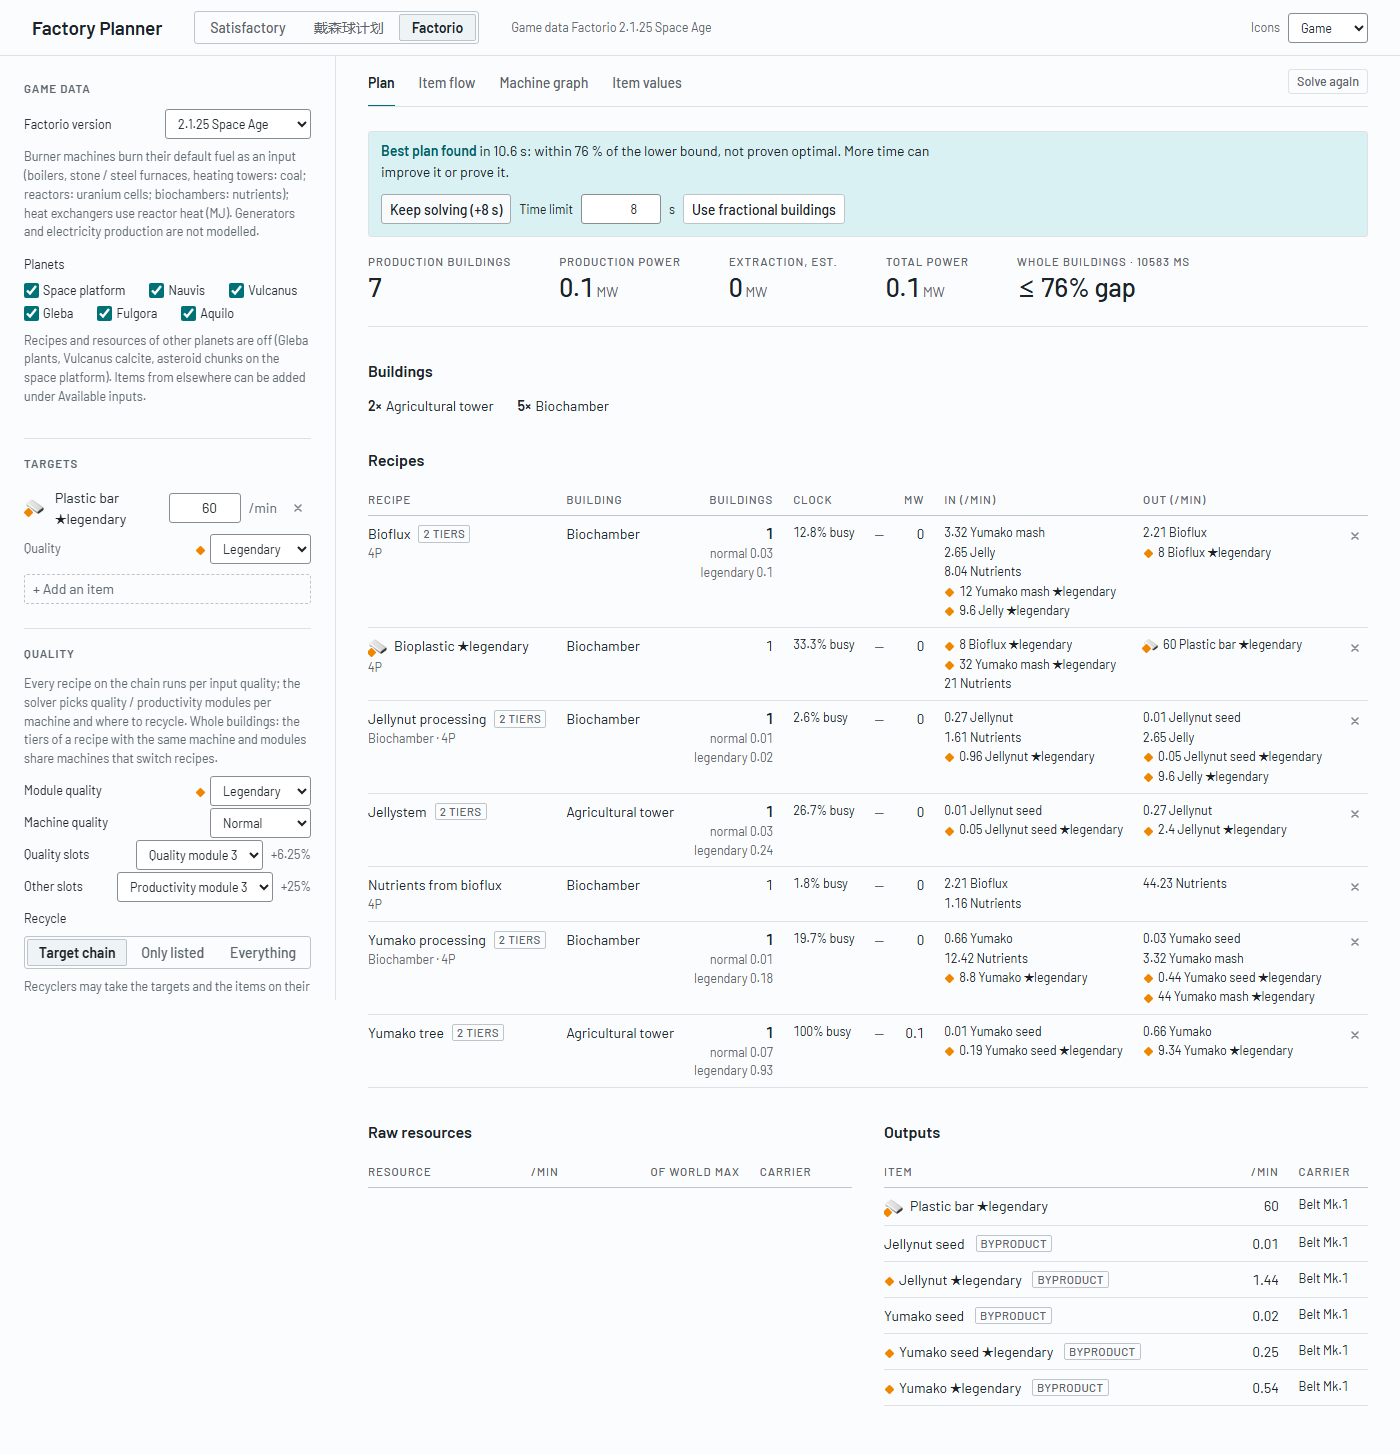 Factory Planner
Satisfactory 戴森球计划 Factorio
Game data Factorio 2.1.25 Space Age
Icons Game
GAME DATA
Factorio version 2.1.25 Space Age
Burner machines burn their default fuel as an input
(boilers, stone / steel furnaces, heating towers: coal;
reactors: uranium cells; biochambers: nutrients);
heat exchangers use reactor heat (MJ). Generators
and electricity production are not modelled.
Planets
Space platform Nauvis Vulcanus
Gleba Fulgora Aquilo
Recipes and resources of other planets are off (Gleba
plants, Vulcanus calcite, asteroid chunks on the
space platform). Items from elsewhere can be added
under Available inputs.
TARGETS
Plastic bar
★legendary 60 /min ×
Quality Legendary
+ Add an item
QUALITY
Every recipe on the chain runs per input quality; the
solver picks quality / productivity modules per
machine and where to recycle. Whole buildings: the
tiers of a recipe with the same machine and modules
share machines that switch recipes.
Module quality Legendary
Machine quality Normal
Quality slots Quality module 3 +6.25%
Other slots Productivity module 3 +25%
Recycle
Target chain Only listed Everything
Recyclers may take the targets and the items on their
Plan Item flow Machine graph Item values Solve again
Best plan found in 10.6 s: within 76 % of the lower bound, not proven optimal. More time can
improve it or prove it.
Keep solving (+8 s) Time limit 8 s Use fractional buildings
PRODUCTION BUILDINGS PRODUCTION POWER EXTRACTION, EST. TOTAL POWER WHOLE BUILDINGS · 10583 MS
7 0.1 MW 0 MW 0.1 MW ≤ 76% gap
Buildings
2× Agricultural tower 5× Biochamber
Recipes
RECIPE BUILDING BUILDINGS CLOCK MW IN (/MIN) OUT (/MIN)
Bioflux 2 TIERS Biochamber 1 12.8% busy — 0 3.32 Yumako mash 2.21 Bioflux ×
4P normal 0.03 2.65 Jelly 8 Bioflux ★legendary
legendary 0.1 8.04 Nutrients
12 Yumako mash ★legendary
9.6 Jelly ★legendary
Bioplastic ★legendary Biochamber 1 33.3% busy — 0 8 Bioflux ★legendary 60 Plastic bar ★legendary ×
4P 32 Yumako mash ★legendary
21 Nutrients
Jellynut processing 2 TIERS Biochamber 1 2.6% busy — 0 0.27 Jellynut 0.01 Jellynut seed ×
Biochamber · 4P normal 0.01 1.61 Nutrients 2.65 Jelly
legendary 0.02 0.96 Jellynut ★legendary 0.05 Jellynut seed ★legendary
9.6 Jelly ★legendary
Jellystem 2 TIERS Agricultural tower 1 26.7% busy — 0 0.01 Jellynut seed 0.27 Jellynut ×
normal 0.03 0.05 Jellynut seed ★legendary 2.4 Jellynut ★legendary
legendary 0.24
Nutrients from bioflux Biochamber 1 1.8% busy — 0 2.21 Bioflux 44.23 Nutrients ×
4P 1.16 Nutrients
Yumako processing 2 TIERS Biochamber 1 19.7% busy — 0 0.66 Yumako 0.03 Yumako seed ×
Biochamber · 4P normal 0.01 12.42 Nutrients 3.32 Yumako mash
legendary 0.18 8.8 Yumako ★legendary 0.44 Yumako seed ★legendary
44 Yumako mash ★legendary
Yumako tree 2 TIERS Agricultural tower 1 100% busy — 0.1 0.01 Yumako seed 0.66 Yumako ×
normal 0.07 0.19 Yumako seed ★legendary 9.34 Yumako ★legendary
legendary 0.93
Raw resources
RESOURCE /MIN OF WORLD MAX CARRIER
Outputs
ITEM /MIN CARRIER
Plastic bar ★legendary 60 Belt Mk.1
Jellynut seed BYPRODUCT 0.01 Belt Mk.1
Jellynut ★legendary BYPRODUCT 1.44 Belt Mk.1
Yumako seed BYPRODUCT 0.02 Belt Mk.1
Yumako seed ★legendary BYPRODUCT 0.25 Belt Mk.1
Yumako ★legendary BYPRODUCT 0.54 Belt Mk.1